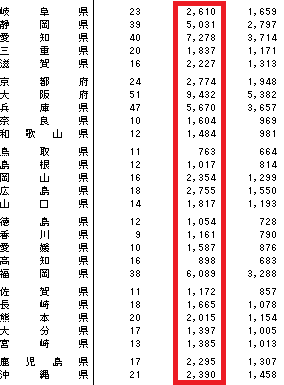 岐阜県 23 2,610 1,659
静岡県 39 5,031 2,797
愛知県 40 7,278 3,714
三重県 20 1,837 1,171
滋賀県 16 2,227 1,313
京都府 24 2,774 1,948
大阪府 51 9,432 5,382
兵庫県 47 5,670 3,657
奈良県 10 1,604 969
和歌山県 12 1,484 981
鳥取県 11 763 664
島根県 12 1,017 814
岡山県 16 2,354 1,299
広島県 18 2,755 1,550
山口県 14 1,817 1,193
徳島県 12 1,054 728
香川県 9 1,161 790
愛媛県 10 1,587 876
高知県 16 898 683
福岡県 38 6,089 3,288
佐賀県 11 1,172 857
長崎県 18 1,665 1,078
熊本県 20 2,015 1,154
大分県 17 1,397 1,005
宮崎県 13 1,385 1,013
鹿児島県 17 2,295 1,307
沖縄県 21 2,390 1,458